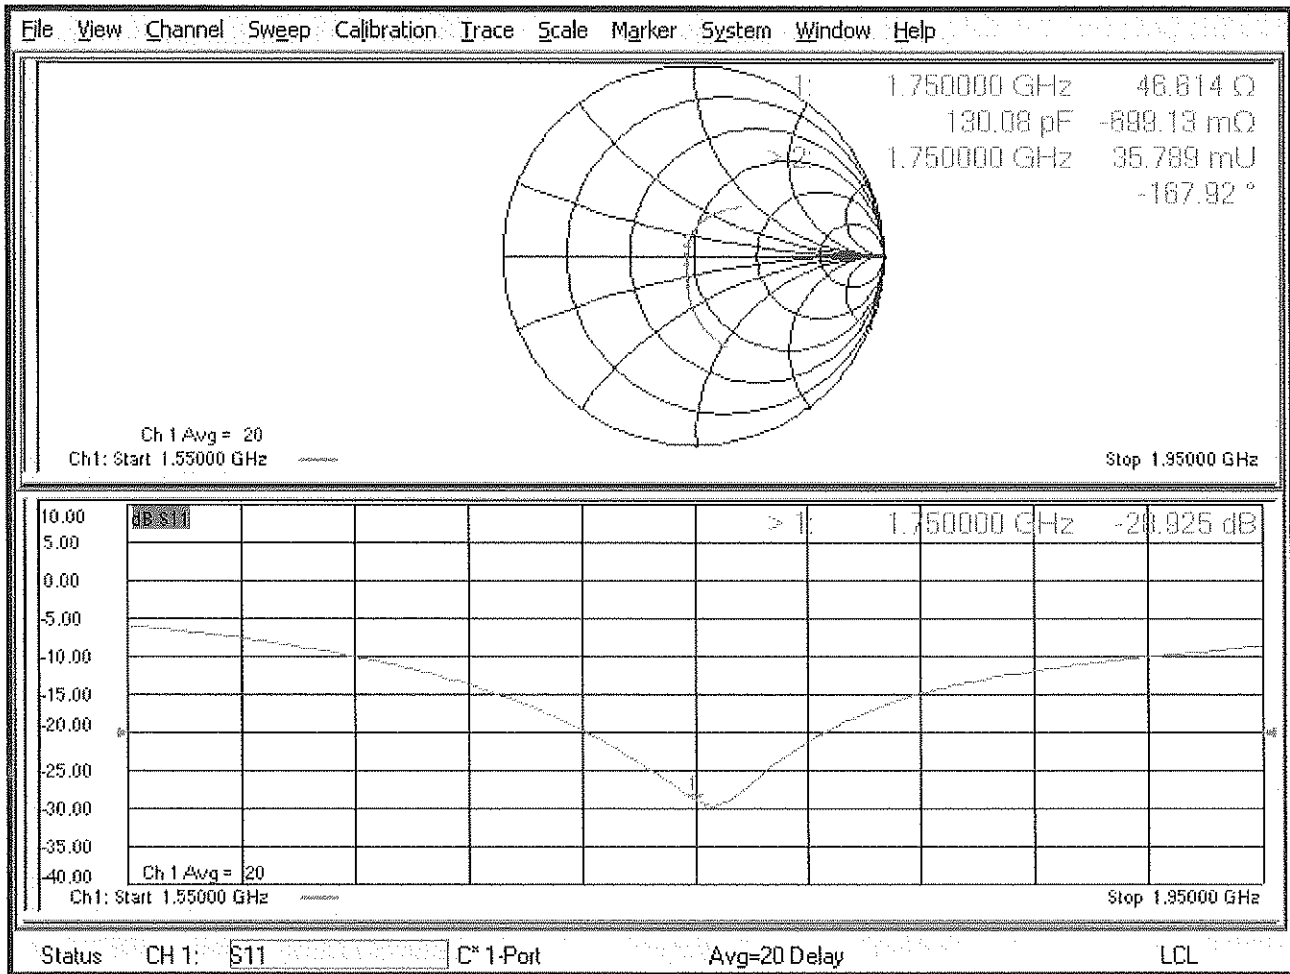 File View Channel Sweep Calibration Trace Scale Marker System Window Help
1: 1.750000 GHz 46.614 Ω
130.08 pF -699.13 mΩ
> 2: 1.750000 GHz 35.789 mU
-167.92 °
Ch 1 Avg = 20
Ch1: Start 1.55000 GHz
Stop 1.95000 GHz
10.00 dB S11 > 1: 1.750000 GHz -28.925 dB
5.00
0.00
-5.00
-10.00
-15.00
-20.00
-25.00
1
-30.00
-35.00
-40.00 Ch 1 Avg = 20
Ch1: Start 1.55000 GHz
Stop 1.95000 GHz
Status CH 1: S11 C* 1-Port Avg=20 Delay LCL